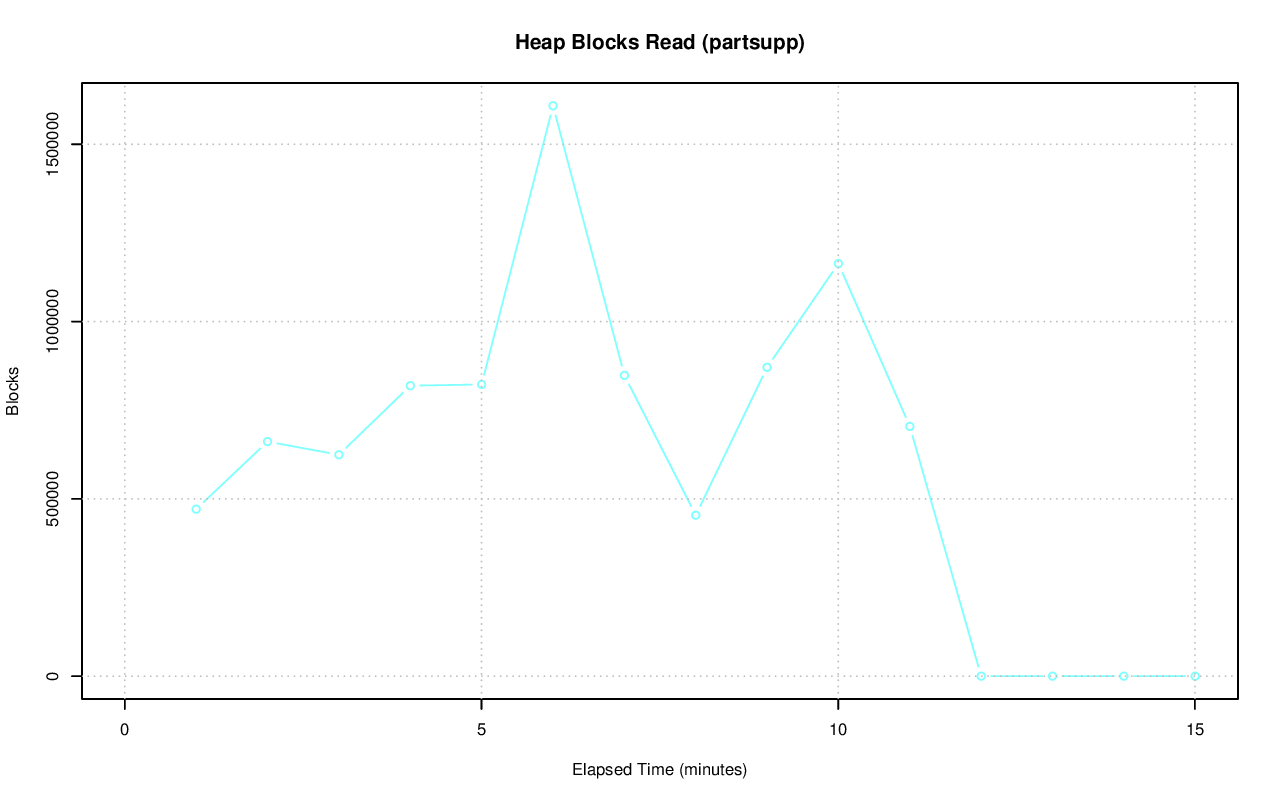 Heap Blocks Read (partsupp)
1500000
1000000
500000
0
Blocks
0 5 10 15
Elapsed Time (minutes)